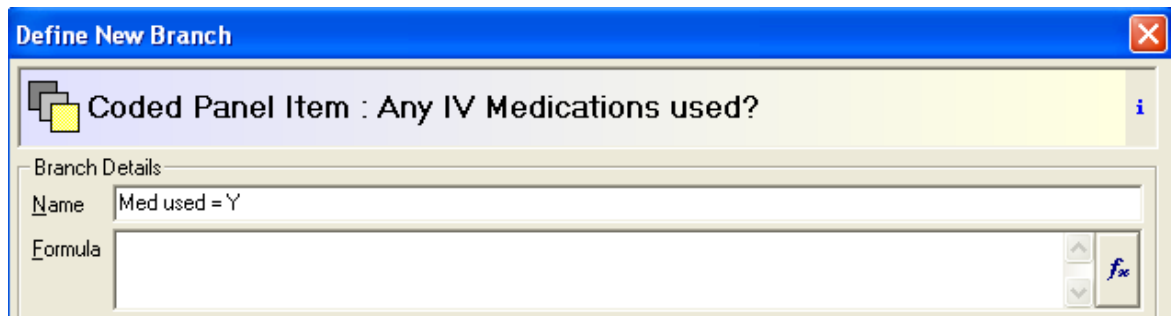 Define New Branch
Coded Panel Item : Any IV Medications used?
i
Branch Details
Name
Med used = Y
Formula
fx